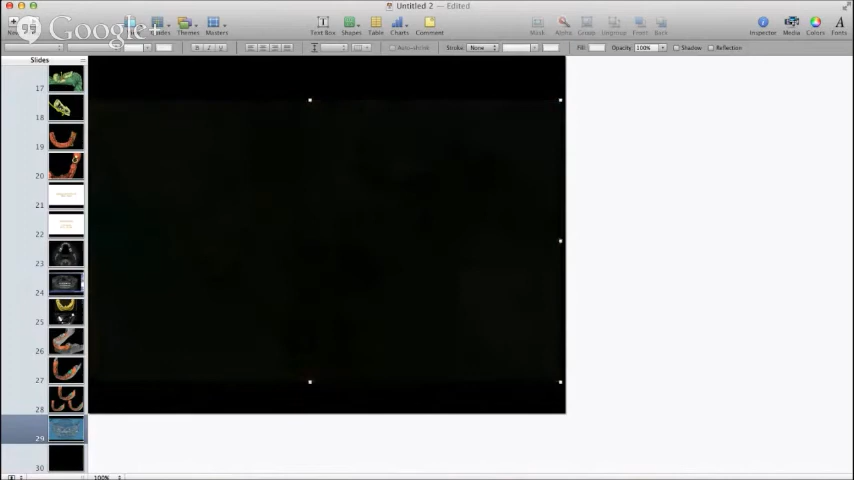 Untitled 2 — Edited
Google+
Guides
Themes
Masters
Text Box
Shapes
Table
Charts
Comment
Mask
Alpha
Group
Ungroup
Front
Back
Inspector
Media
Colors
Fonts
B I U
Auto-shrink
Stroke: None
Fill:
Opacity: 100%
Shadow
Reflection
Slides
17
18
19
20
21
22
23
24
25
26
27
28
29
30
100%